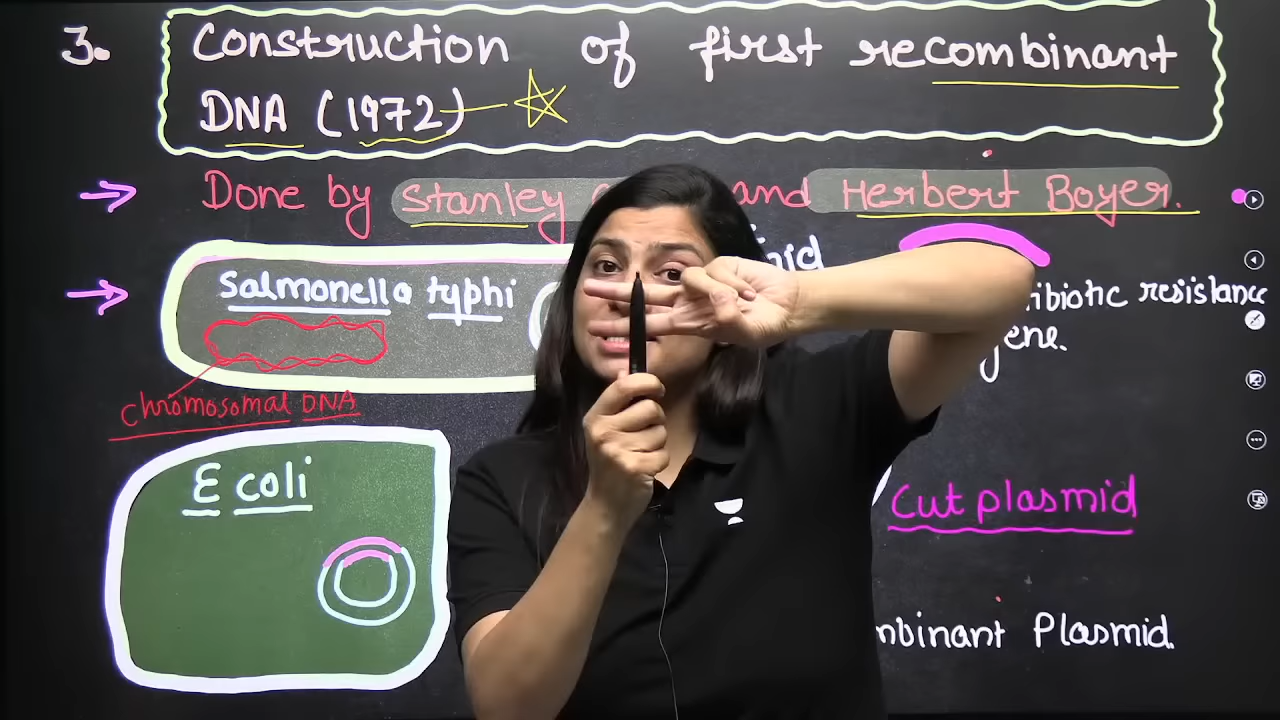 3. Construction of first recombinant
DNA (1972)
Done by Stanley and Herbert Boyer.
Salmonella typhi
ibiotic resistance
gene.
Chromosomal DNA
E coli
Cut plasmid
mbinant Plasmid.